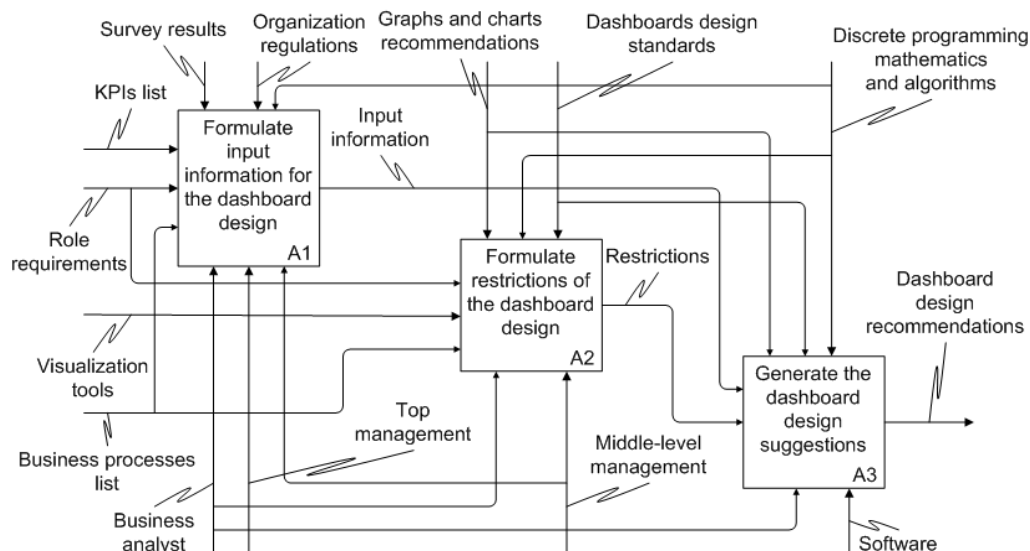 Survey results
Organization
regulations
Graphs and charts
recommendations
Dashboards design
standards
Discrete programming
mathematics
and algorithms
KPIs list
Formulate
input
information for
the dashboard
design
A1
Input
information
Role
requirements
Formulate
restrictions of
the dashboard
design
A2
Restrictions
Dashboard
design
recommendations
Visualization
tools
Generate the
dashboard
design
suggestions
A3
Top
management
Middle-level
management
Business processes
list
Business
analyst
Software